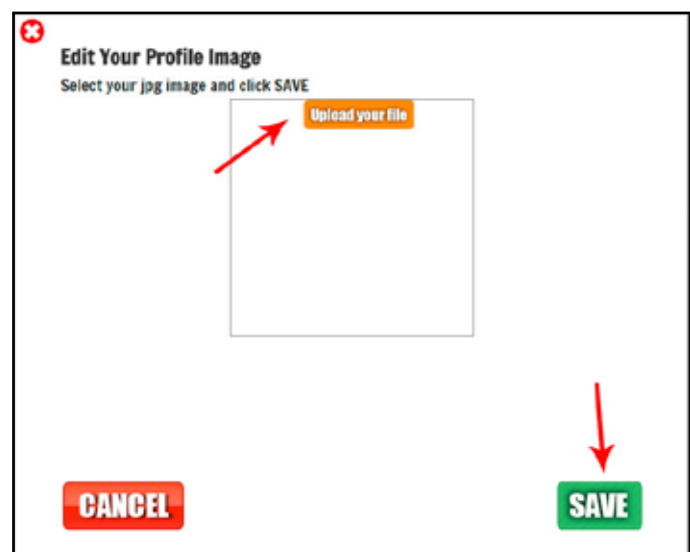 Edit Your Profile Image
Select your jpg image and click SAVE
Upload your file
CANCEL
SAVE